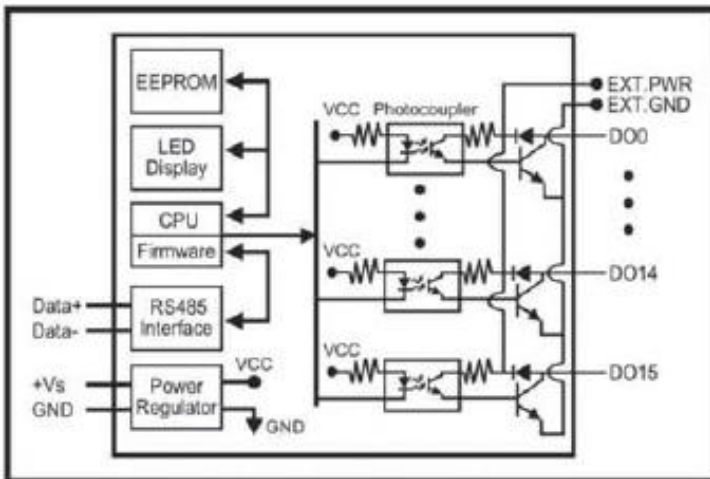 EEPROM
LED
Display
CPU
Firmware
Data+
Data-
RS485
Interface
+Vs
GND
Power
Regulator
VCC
GND
VCC
Photocoupler
VCC
VCC
EXT.PWR
EXT.GND
DO0
DO14
DO15